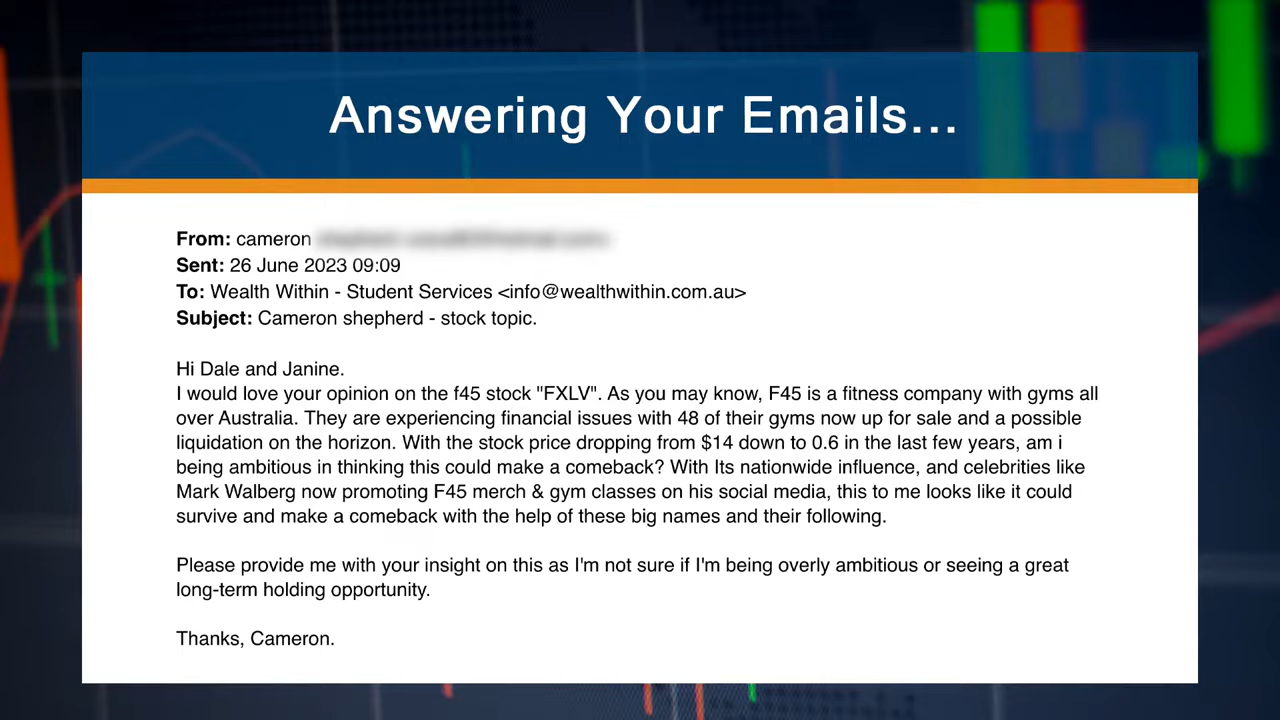 Answering Your Emails...
From: cameron
Sent: 26 June 2023 09:09
To: Wealth Within - Student Services <info@wealthwithin.com.au>
Subject: Cameron shepherd - stock topic.
Hi Dale and Janine.
I would love your opinion on the f45 stock "FXLV". As you may know, F45 is a fitness company with gyms all
over Australia. They are experiencing financial issues with 48 of their gyms now up for sale and a possible
liquidation on the horizon. With the stock price dropping from $14 down to 0.6 in the last few years, am i
being ambitious in thinking this could make a comeback? With Its nationwide influence, and celebrities like
Mark Walberg now promoting F45 merch & gym classes on his social media, this to me looks like it could
survive and make a comeback with the help of these big names and their following.
Please provide me with your insight on this as I'm not sure if I'm being overly ambitious or seeing a great
long-term holding opportunity.
Thanks, Cameron.